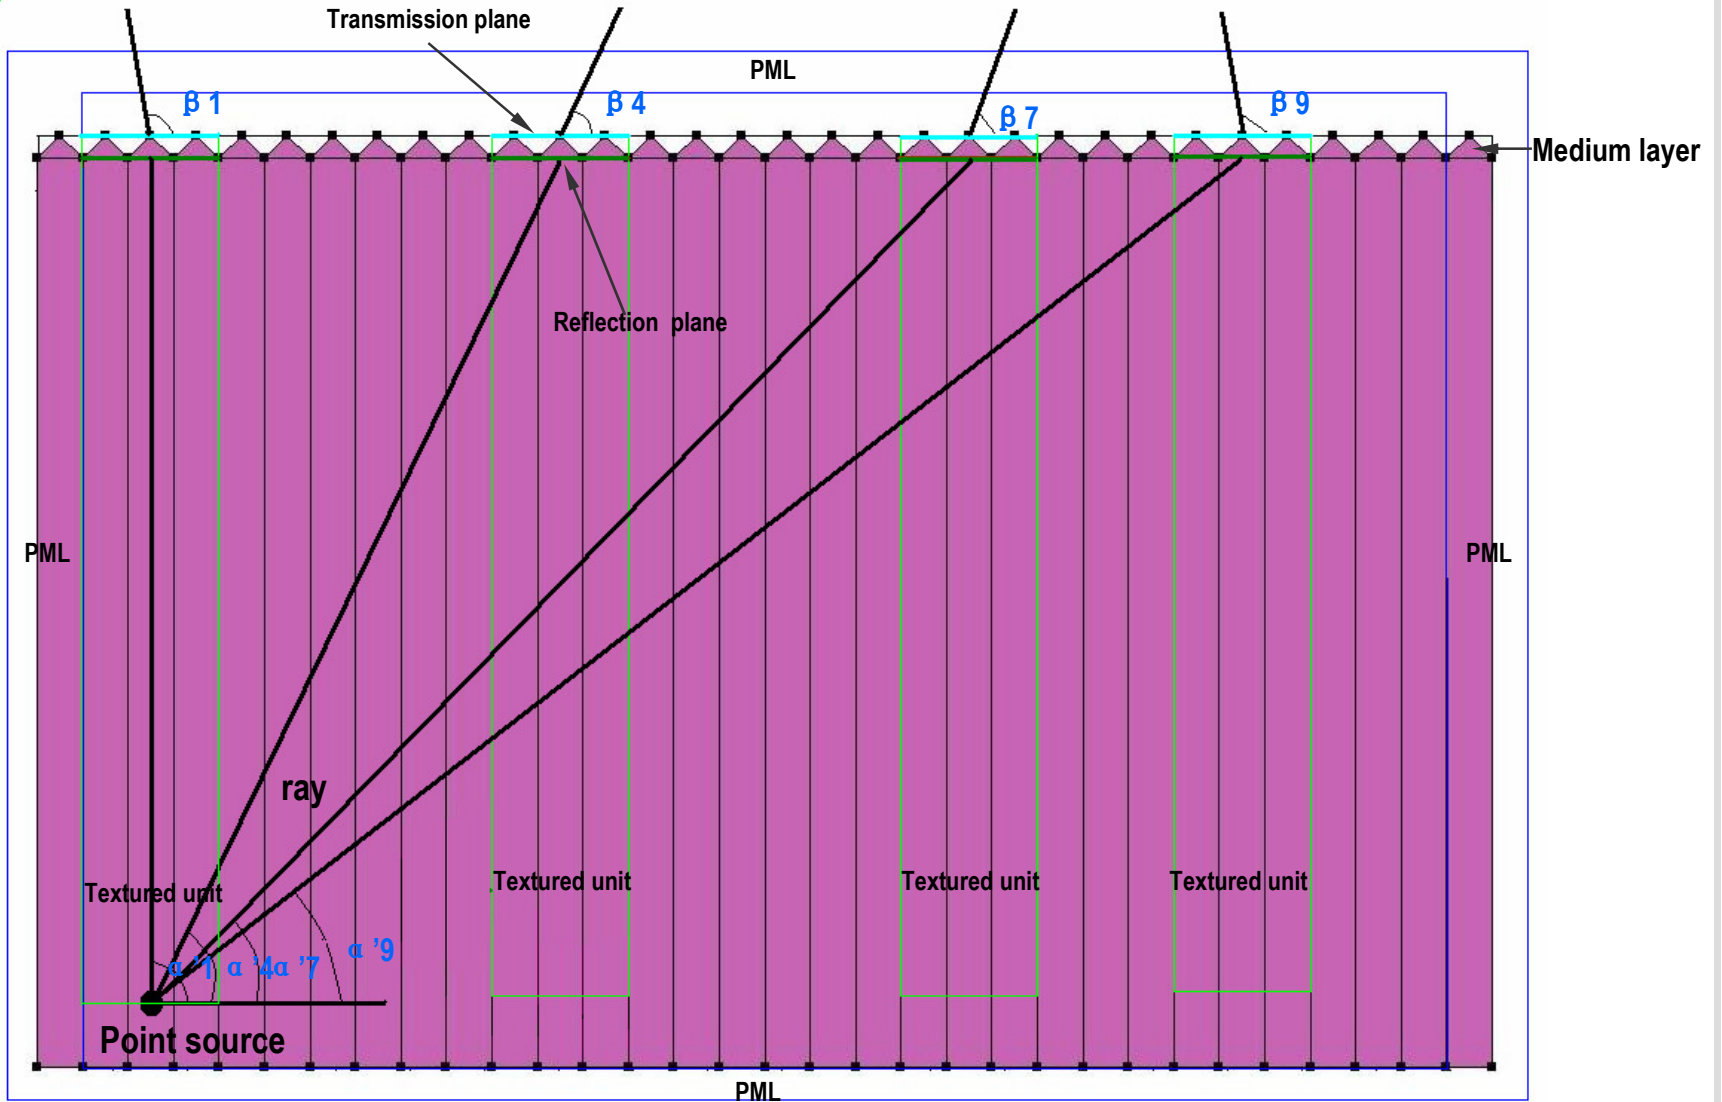 Transmission plane
PML
β 1
β 4
β 7
β 9
Medium layer
Reflection plane
PML
PML
ray
Textured unit
Textured unit
Textured unit
Textured unit
α '1
α '4
α '7
α '9
Point source
PML